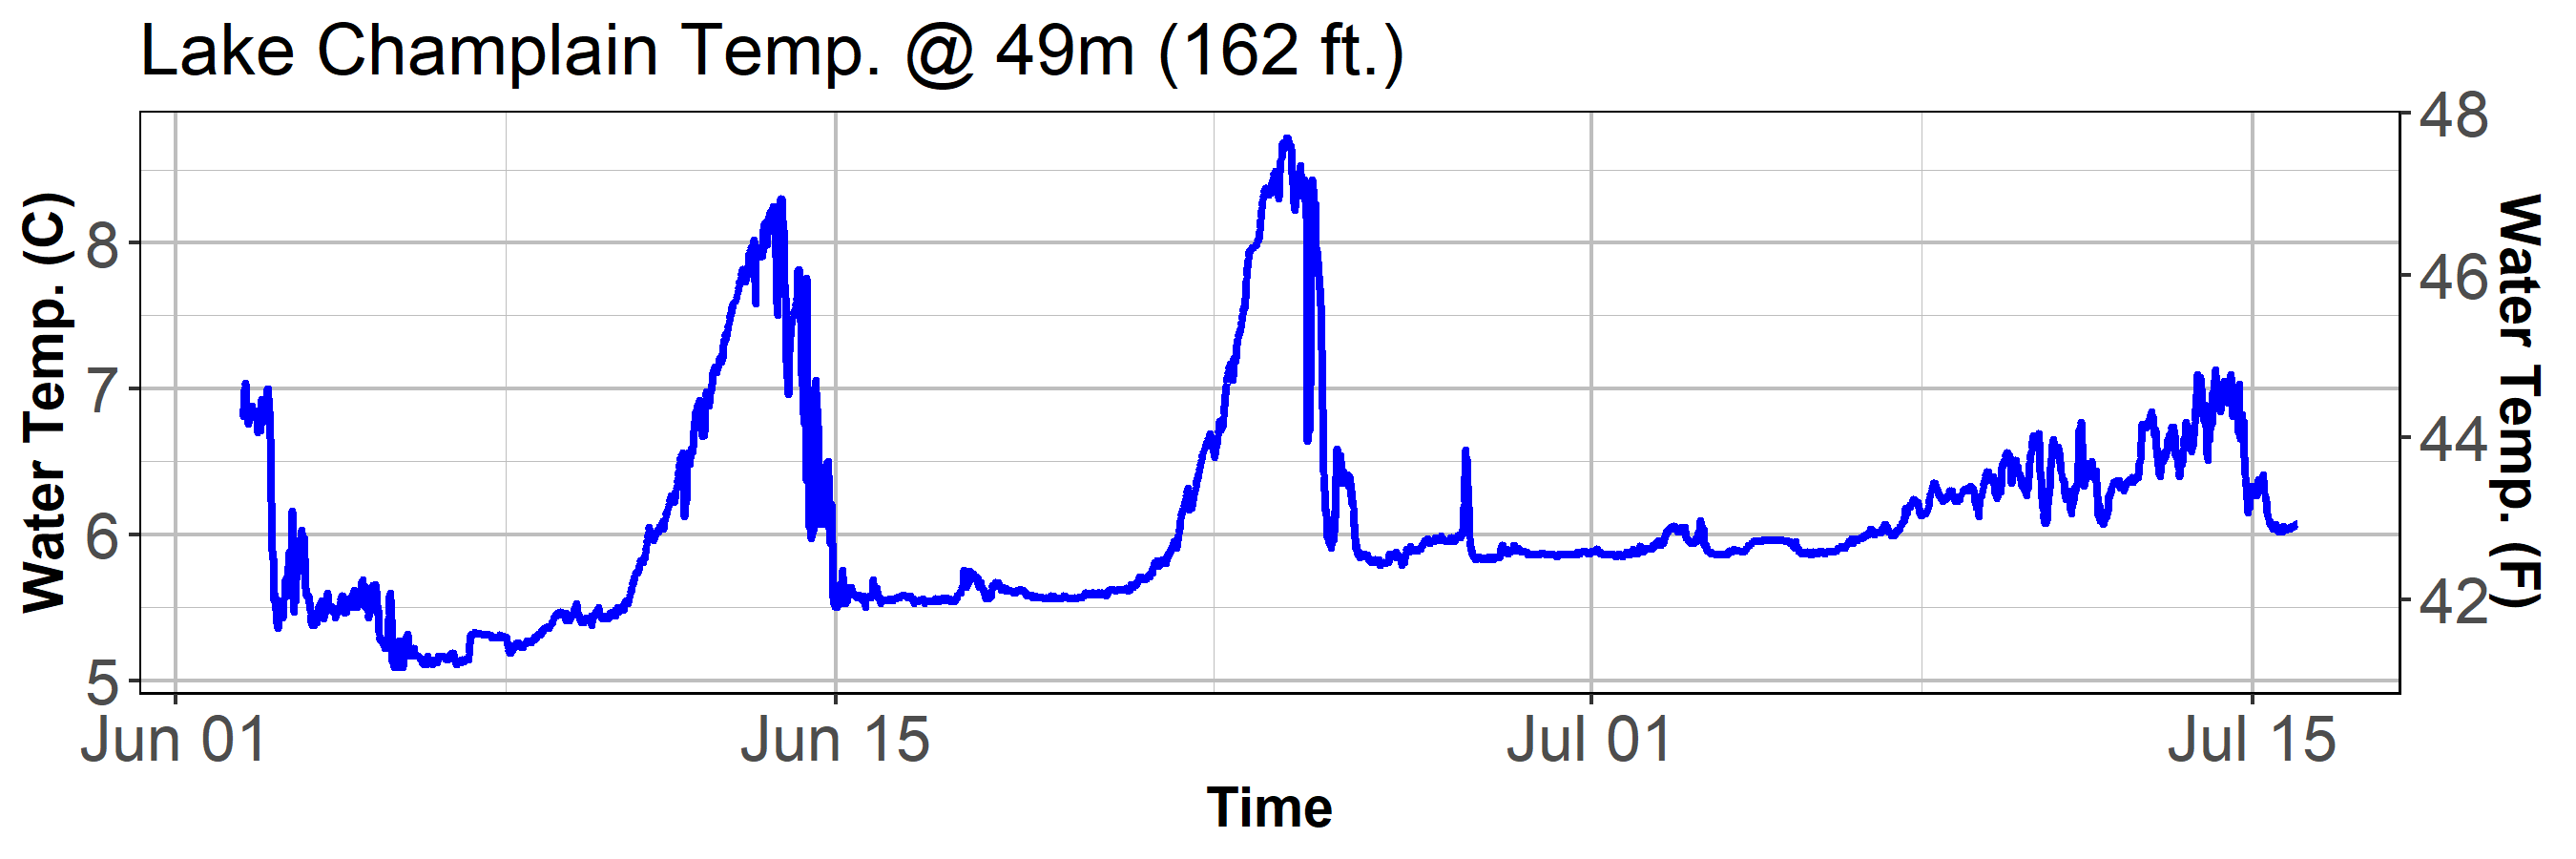 Lake Champlain Temp. @ 49m (162 ft.)
Water Temp. (C)
8
7
6
5
48
46
44
42
Water Temp. (F)
Jun 01
Jun 15
Jul 01
Jul 15
Time